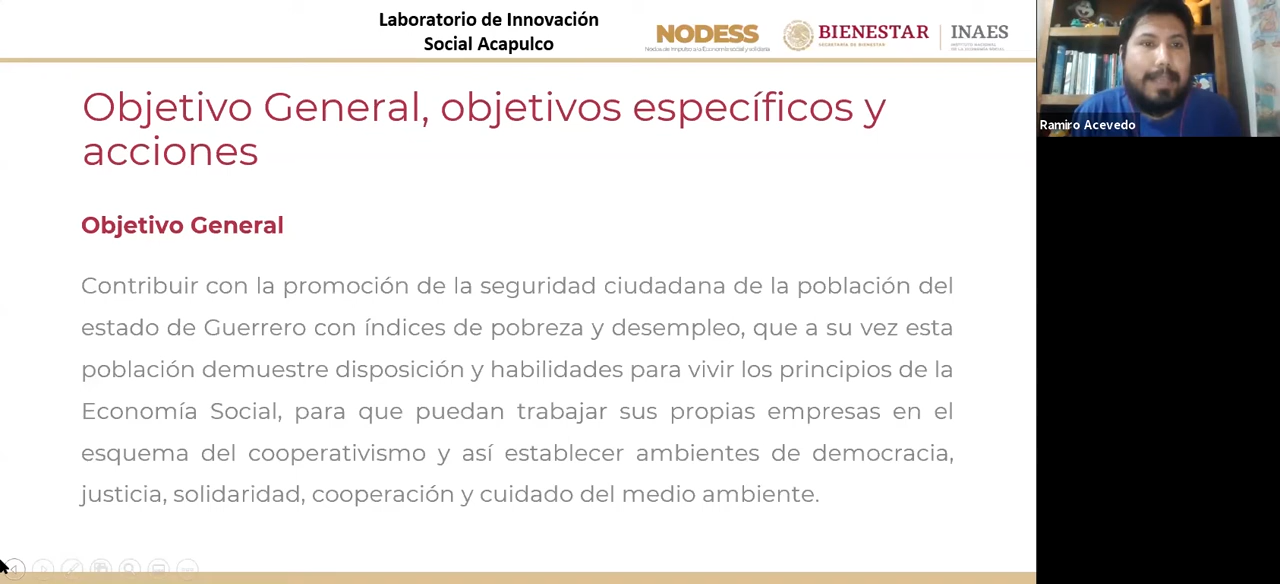 Laboratorio de Innovación
Social Acapulco
NODESS
Nodos de Impulso a la Economía social y solidaria
BIENESTAR
SECRETARÍA DE BIENESTAR
INAES
INSTITUTO NACIONAL
DE LA ECONOMÍA SOCIAL
Ramiro Acevedo
Objetivo General, objetivos específicos y
acciones
Objetivo General
Contribuir con la promoción de la seguridad ciudadana de la población del
estado de Guerrero con índices de pobreza y desempleo, que a su vez esta
población demuestre disposición y habilidades para vivir los principios de la
Economía Social, para que puedan trabajar sus propias empresas en el
esquema del cooperativismo y así establecer ambientes de democracia,
justicia, solidaridad, cooperación y cuidado del medio ambiente.